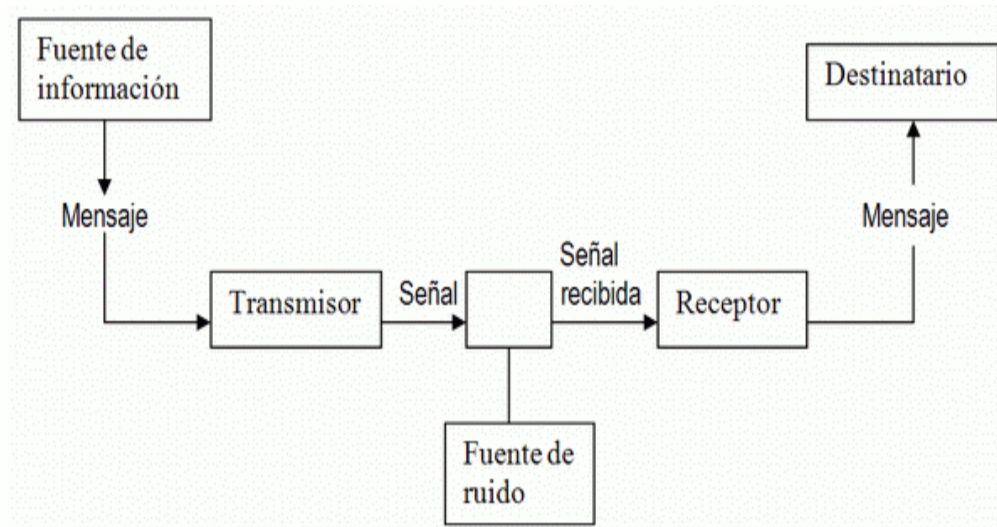 Fuente de
información
Mensaje
Transmisor
Señal
Señal
recibida
Receptor
Mensaje
Destinatario
Fuente de
ruido